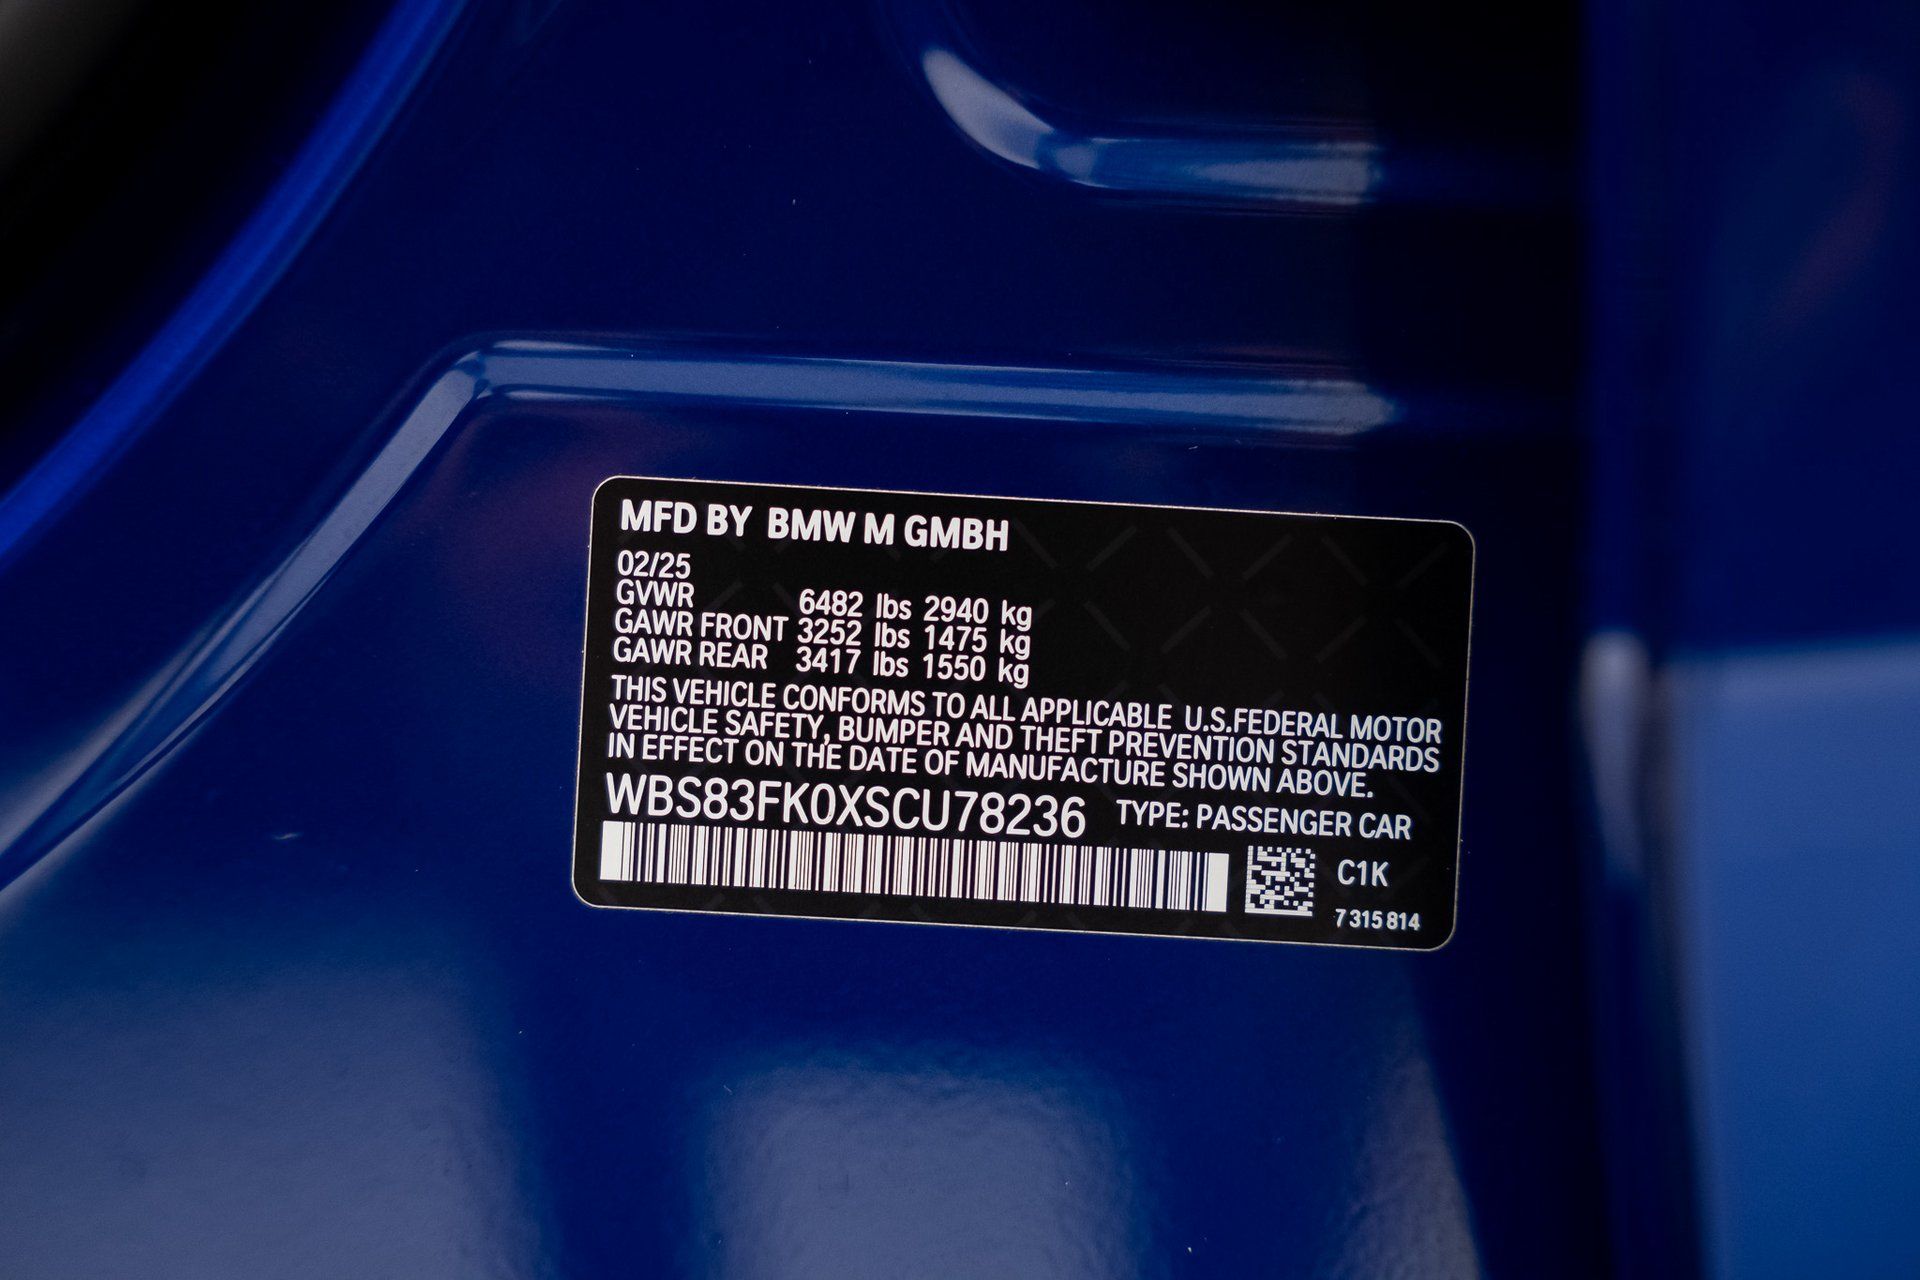 MFD BY BMW M GMBH
02/25
GVWR 6482 lbs 2940 kg
GAWR FRONT 3252 lbs 1475 kg
GAWR REAR 3417 lbs 1550 kg
THIS VEHICLE CONFORMS TO ALL APPLICABLE U.S.FEDERAL MOTOR
VEHICLE SAFETY, BUMPER AND THEFT PREVENTION STANDARDS
IN EFFECT ON THE DATE OF MANUFACTURE SHOWN ABOVE.
WBS83FK0XSCU78236 TYPE: PASSENGER CAR
C1K
7 315 814